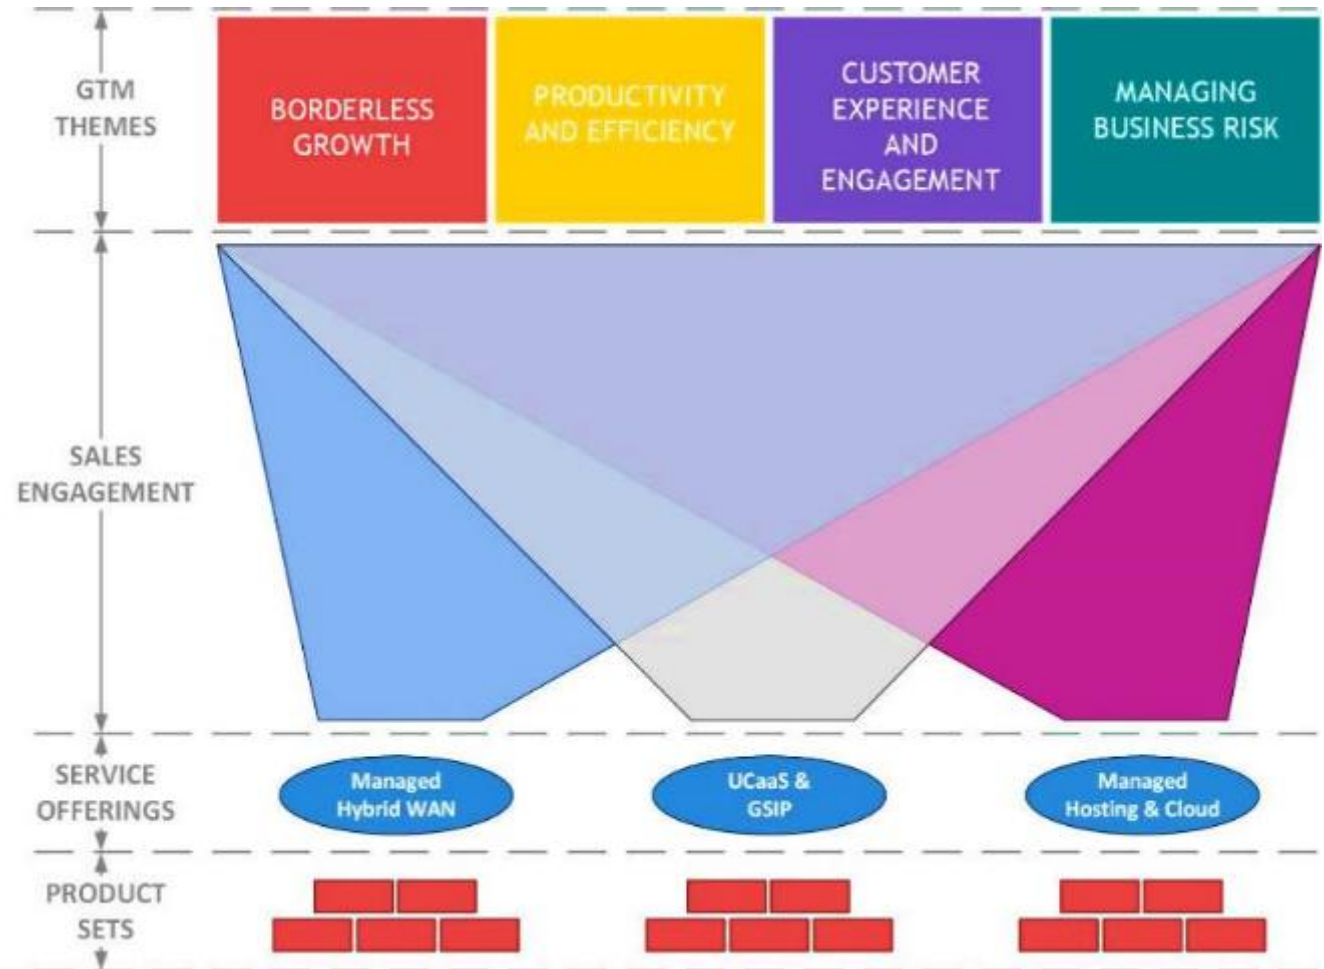 GTM
THEMES
BORDERLESS
GROWTH
PRODUCTIVITY
AND EFFICIENCY
CUSTOMER
EXPERIENCE
AND
ENGAGEMENT
MANAGING
BUSINESS RISK
SALES
ENGAGEMENT
SERVICE
OFFERINGS
Managed
Hybrid WAN
UCaaS &
GSIP
Managed
Hosting & Cloud
PRODUCT
SETS